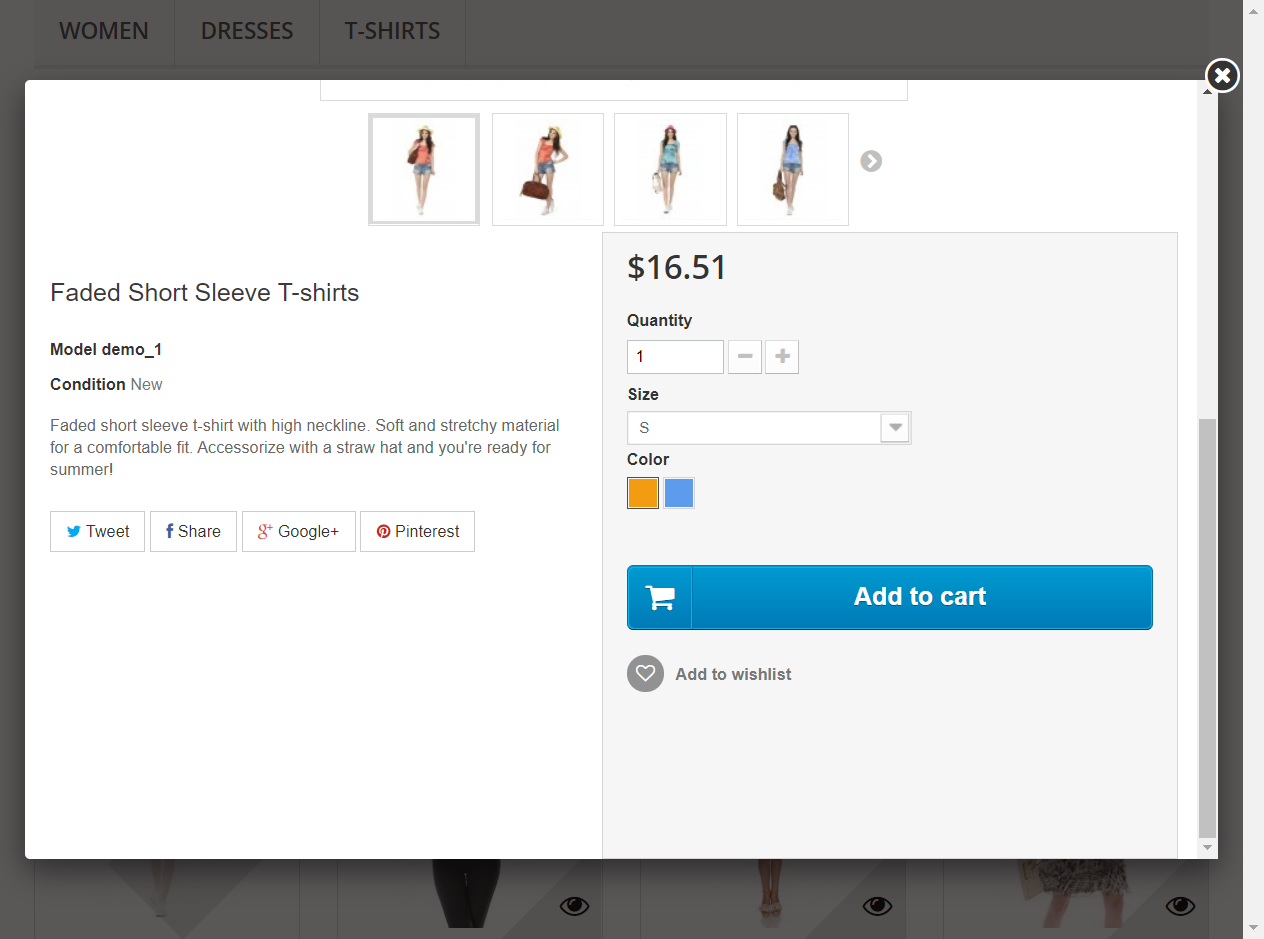 WOMEN DRESSES T-SHIRTS
$16.51
Faded Short Sleeve T-shirts
Quantity
Model demo_1
1
Condition New
Size
Faded short sleeve t-shirt with high neckline. Soft and stretchy material
for a comfortable fit. Accessorize with a straw hat and you're ready for
summer!
S
Color
Tweet Share Google+ Pinterest
Add to cart
Add to wishlist